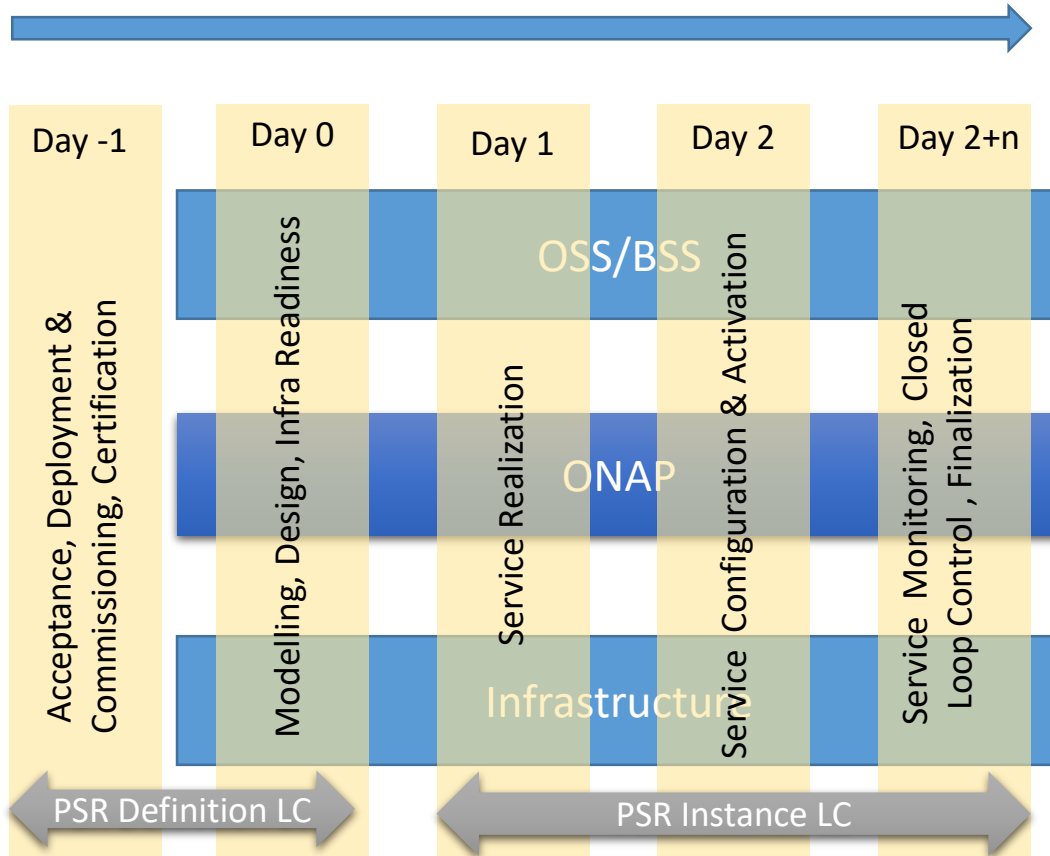 Day -1
Day 0
Day 1
Day 2
Day 2+n
OSS/BSS
ONAP
Infrastructure
Acceptance, Deployment &
Commissioning, Certification
Modelling, Design, Infra Readiness
Service Realization
Service Configuration & Activation
Service Monitoring, Closed
Loop Control , Finalization
PSR Definition LC
PSR Instance LC